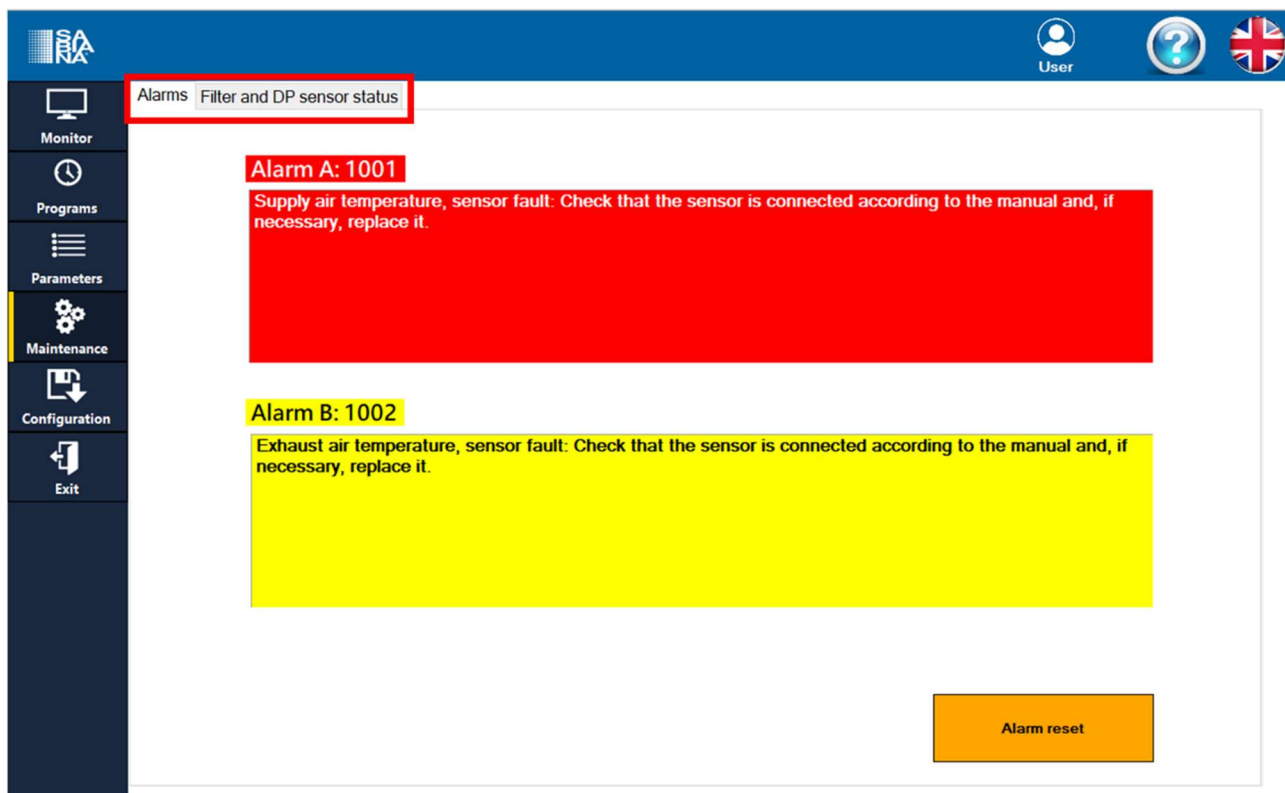 SA
BI
NA
User
?
Alarms Filter and DP sensor status
Monitor
Programs
Parameters
Maintenance
Configuration
Exit
Alarm A: 1001
Supply air temperature, sensor fault: Check that the sensor is connected according to the manual and, if
necessary, replace it.
Alarm B: 1002
Exhaust air temperature, sensor fault: Check that the sensor is connected according to the manual and, if
necessary, replace it.
Alarm reset